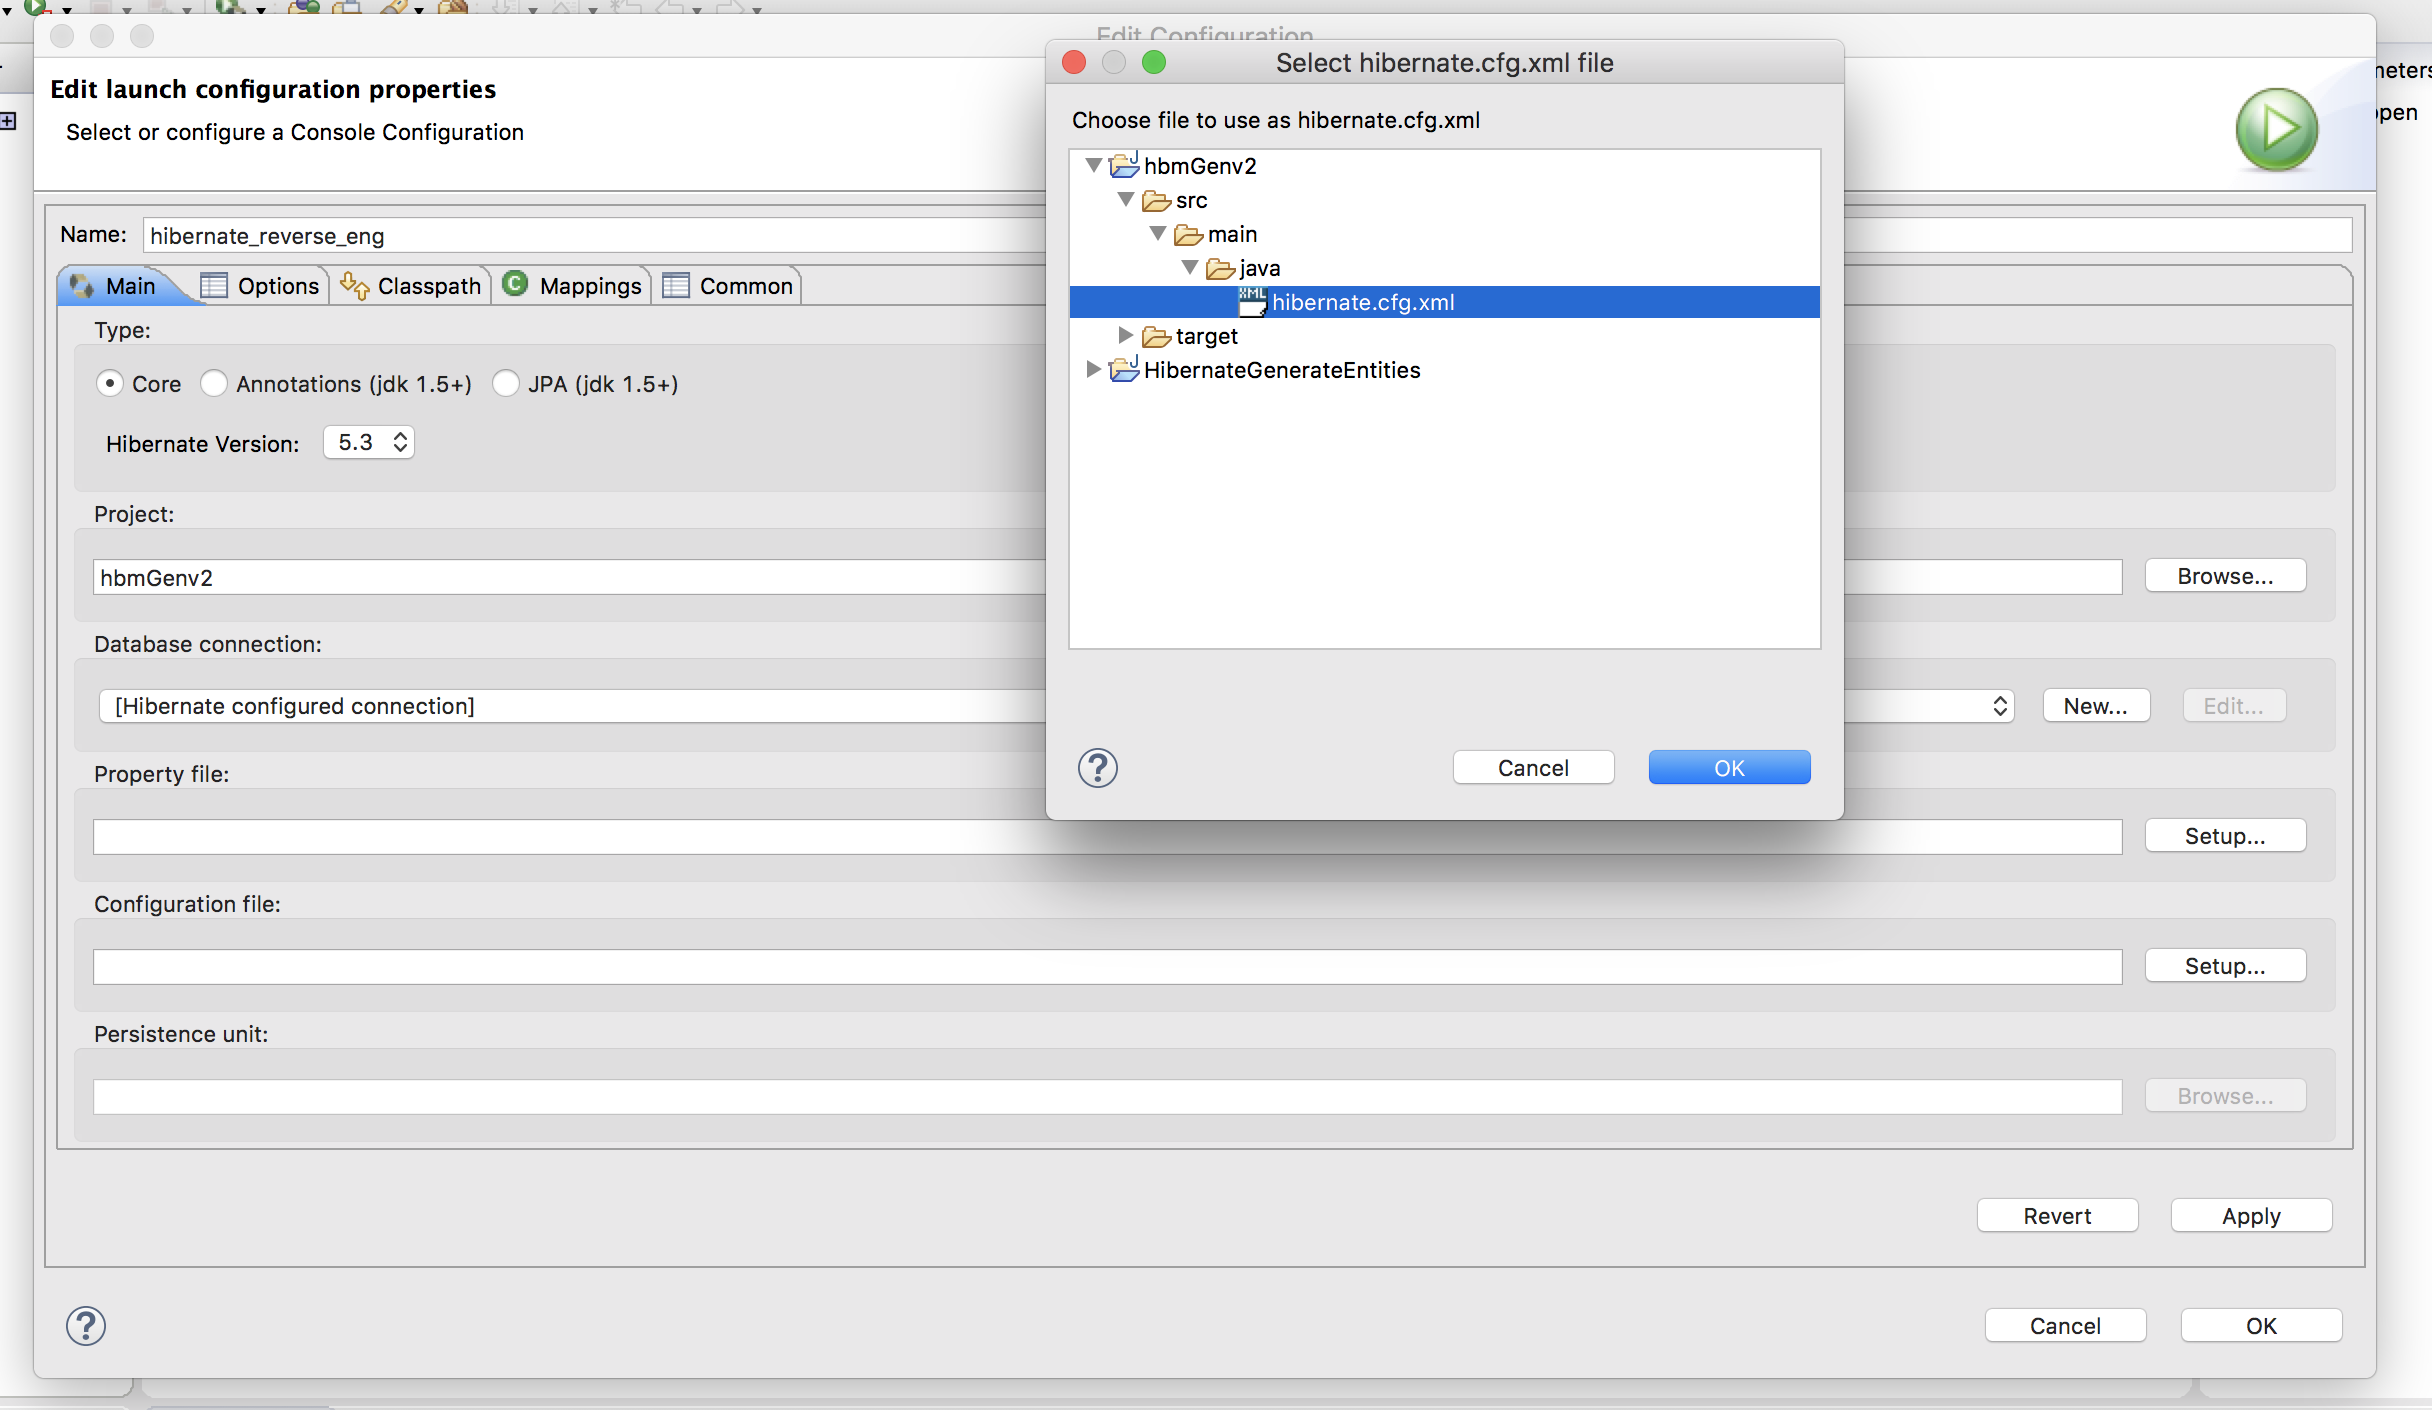 Edit Configuration
Select hibernate.cfg.xml file
Edit launch configuration properties
Select or configure a Console Configuration
Choose file to use as hibernate.cfg.xml
hbmGenv2
src
main
java
XML hibernate.cfg.xml
target
HibernateGenerateEntities
Cancel
OK
Name: hibernate_reverse_eng
Main
Options
Classpath
C Mappings
Common
Type:
Core
Annotations (jdk 1.5+)
JPA (jdk 1.5+)
Hibernate Version: 5.3
Project:
hbmGenv2
Browse...
Database connection:
[Hibernate configured connection]
New...
Edit...
Property file:
Setup...
Configuration file:
Setup...
Persistence unit:
Browse...
Revert
Apply
Cancel
OK